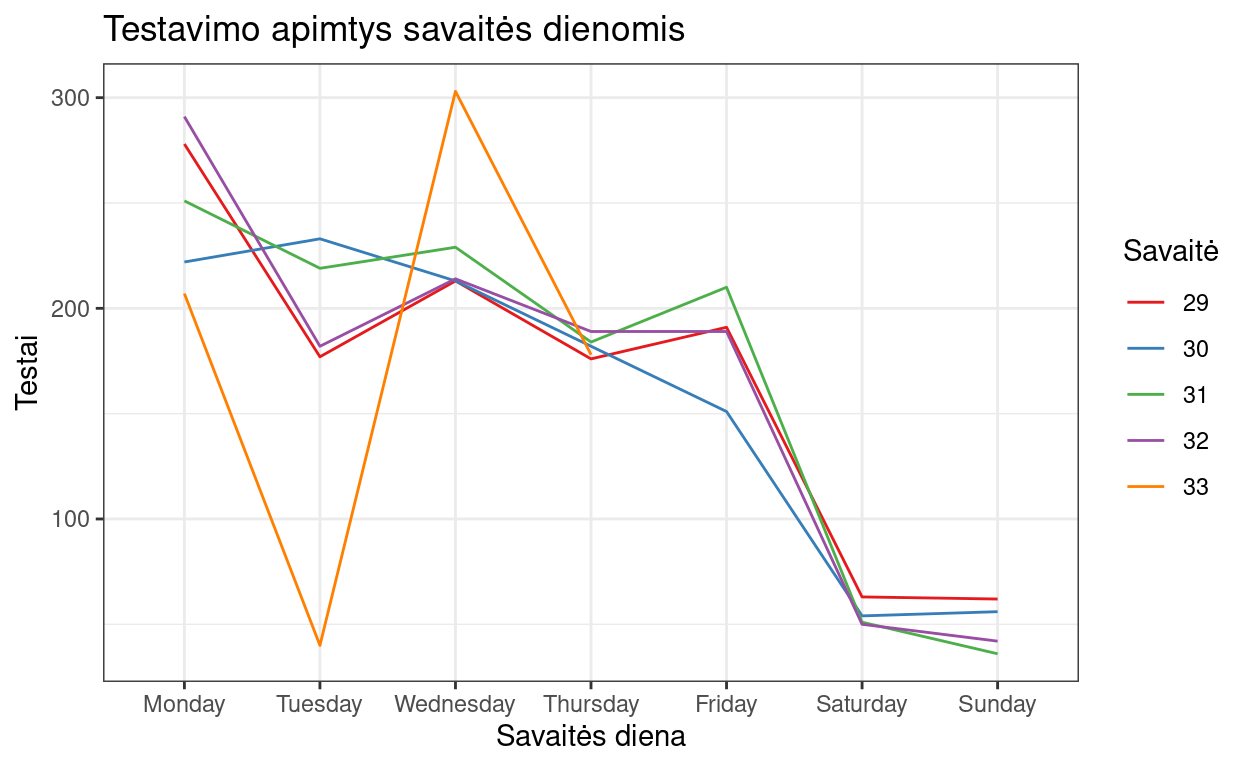 Testavimo apimtys savaitės dienomis
300
200
100
Testai
Monday Tuesday Wednesday Thursday Friday Saturday Sunday
Savaitės diena
Savaitė
29
30
31
32
33